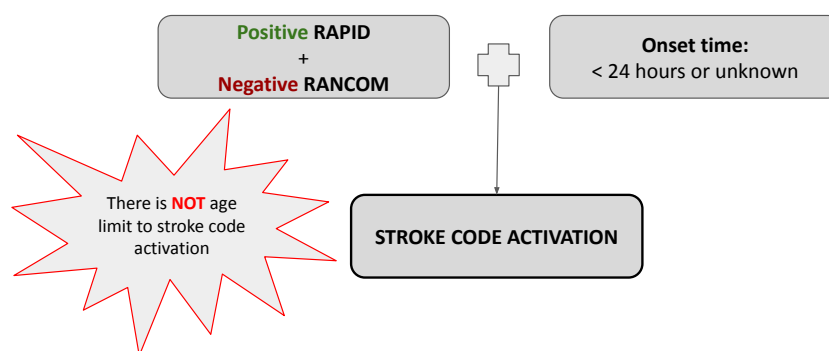 Positive RAPID
+
Negative RANCOM
Onset time:
< 24 hours or unknown
There is NOT age
limit to stroke code
activation
STROKE CODE ACTIVATION